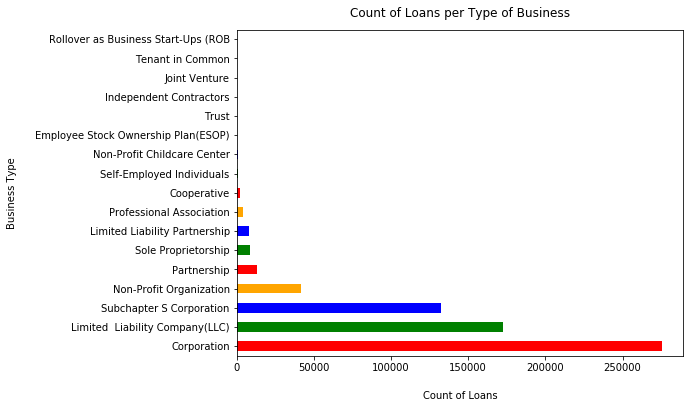 Count of Loans per Type of Business
Rollover as Business Start-Ups (ROB
Tenant in Common
Joint Venture
Independent Contractors
Trust
Employee Stock Ownership Plan(ESOP)
Non-Profit Childcare Center
Self-Employed Individuals
Cooperative
Professional Association
Limited Liability Partnership
Sole Proprietorship
Partnership
Non-Profit Organization
Subchapter S Corporation
Limited  Liability Company(LLC)
Corporation
Business Type
0 50000 100000 150000 200000 250000
Count of Loans